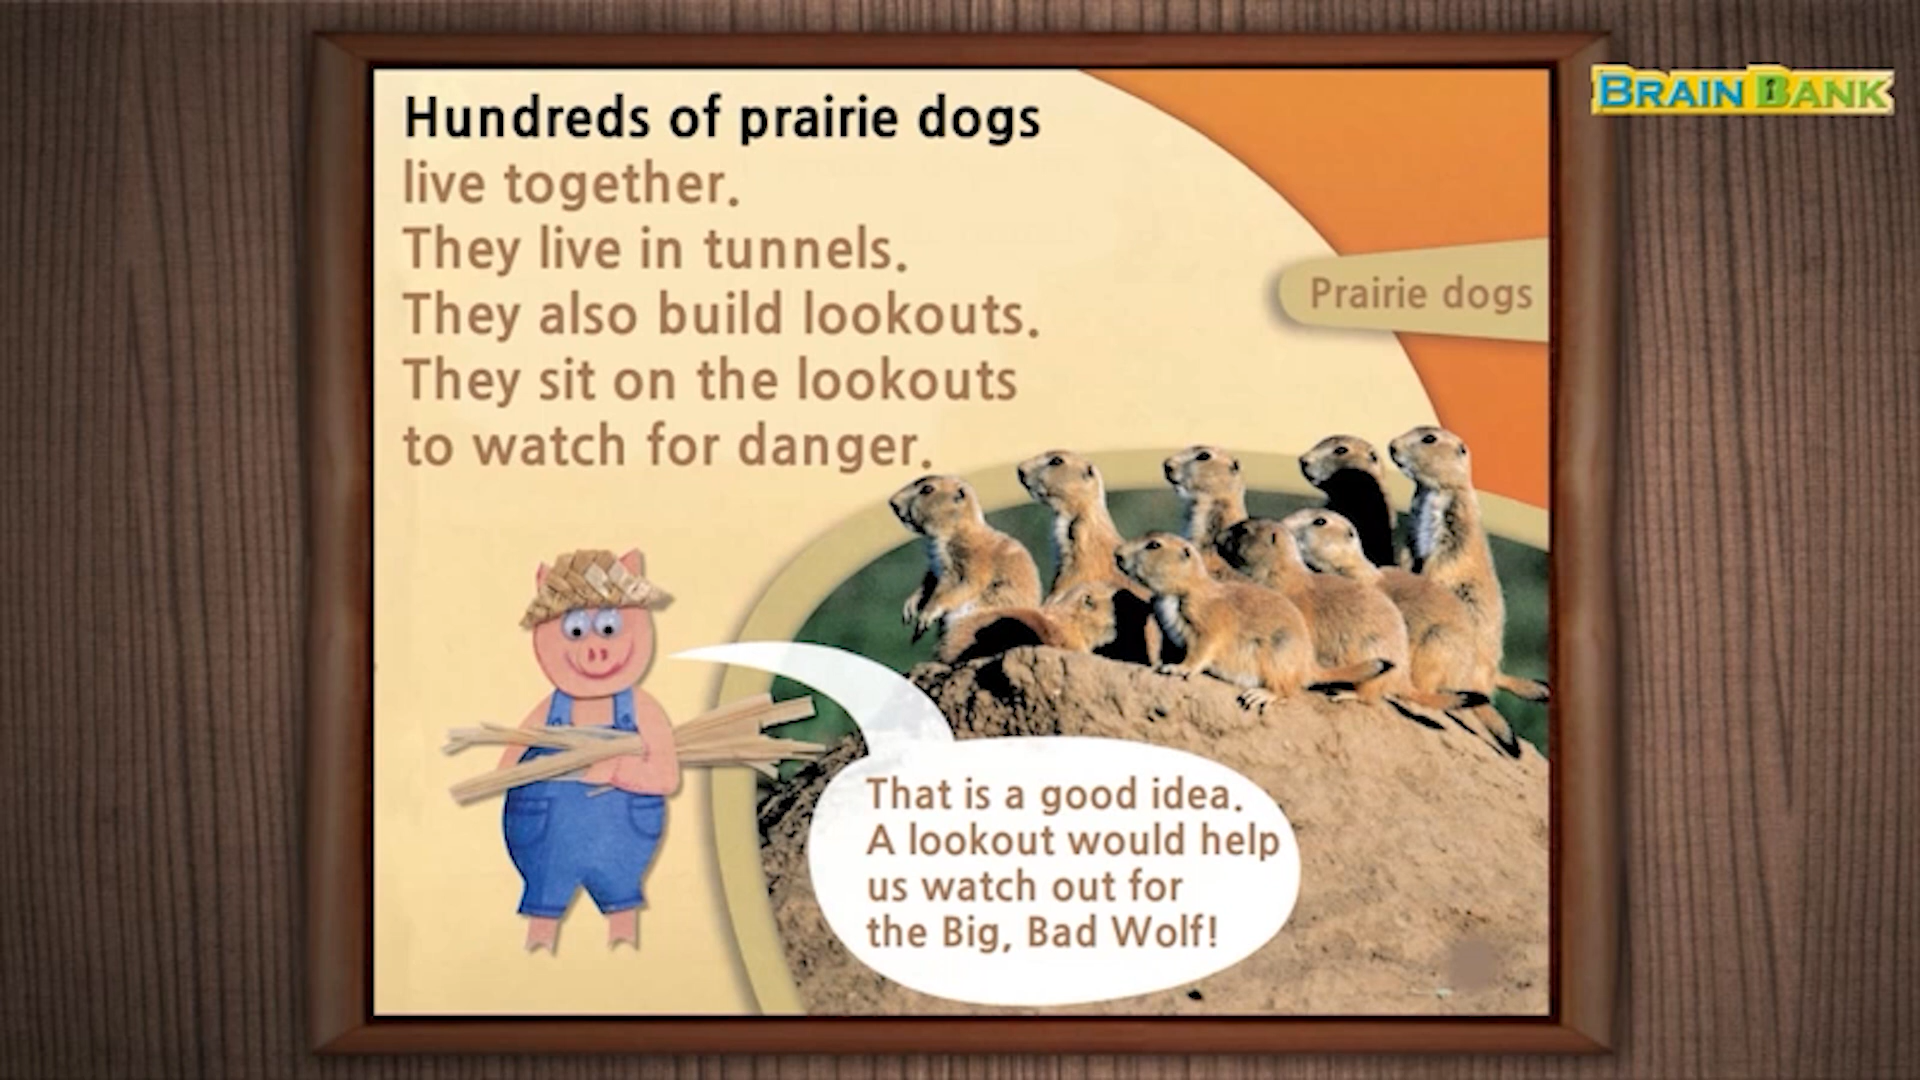 Hundreds of prairie dogs
live together.
They live in tunnels.
They also build lookouts.
They sit on the lookouts
to watch for danger.
BRAIN BANK
Prairie dogs
That is a good idea.
A lookout would help
us watch out for
the Big, Bad Wolf!